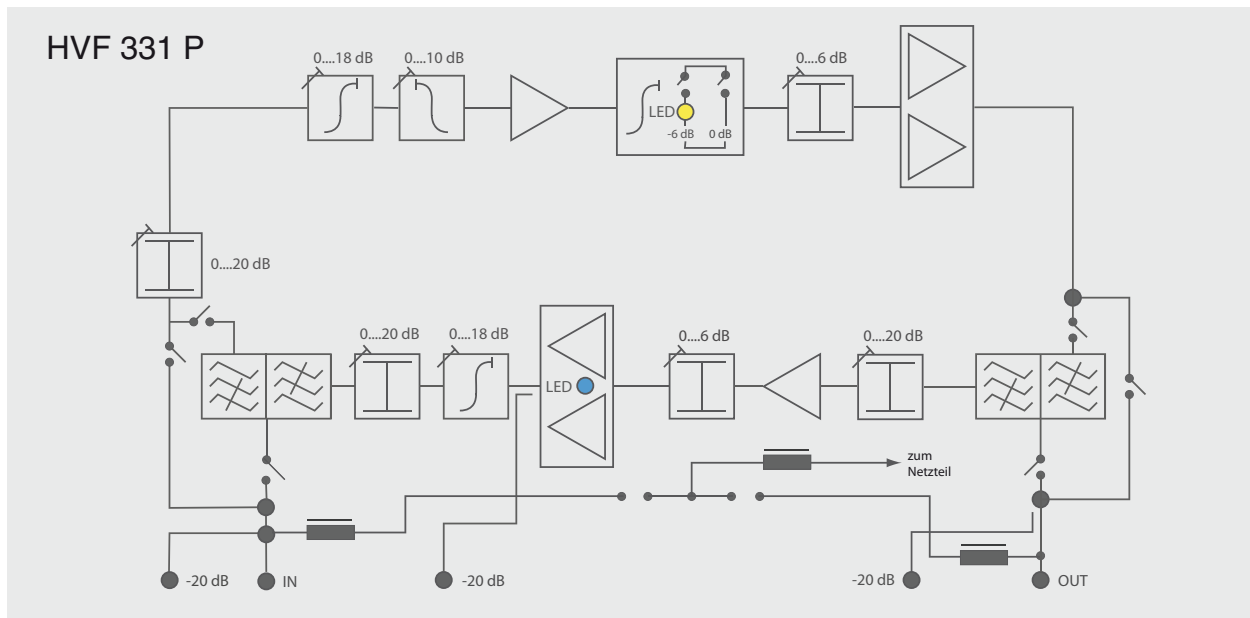 HVF 331 P
0....18 dB
0....10 dB
0....6 dB
LED
-6 dB
0 dB
0....20 dB
0....20 dB
0....18 dB
0....6 dB
0....20 dB
LED
zum
Netzteil
-20 dB
IN
-20 dB
-20 dB
OUT